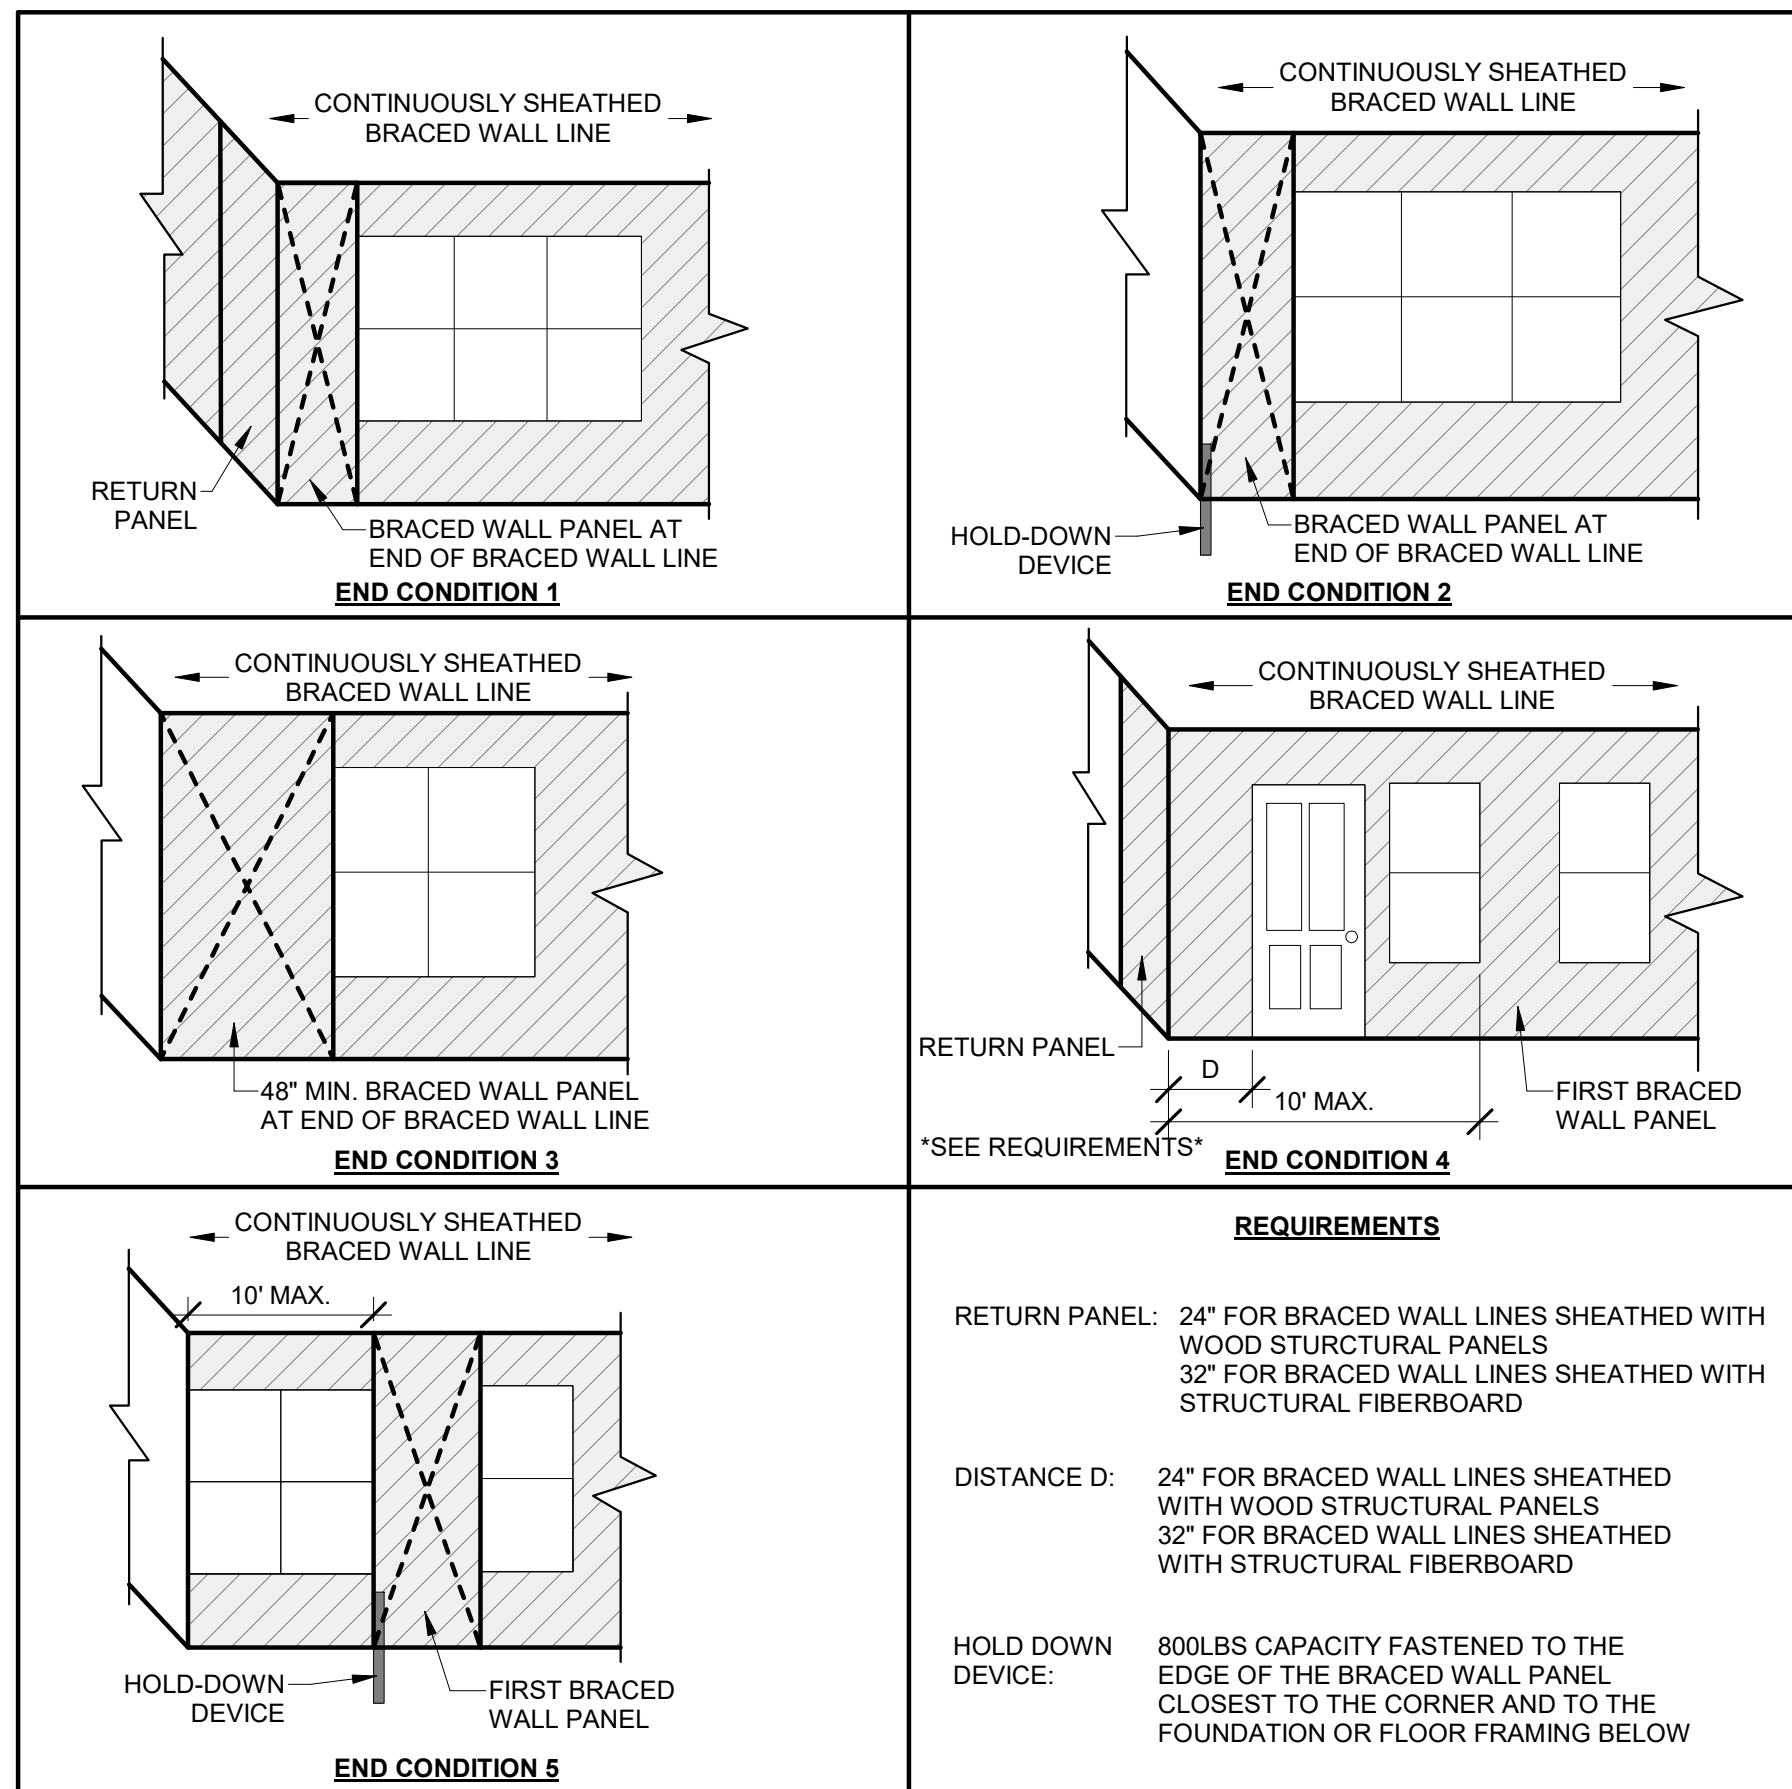 CONTINUOUSLY SHEATHED
BRACED WALL LINE
RETURN
PANEL
BRACED WALL PANEL AT
END OF BRACED WALL LINE
END CONDITION 1
CONTINUOUSLY SHEATHED
BRACED WALL LINE
HOLD-DOWN
DEVICE
BRACED WALL PANEL AT
END OF BRACED WALL LINE
END CONDITION 2
CONTINUOUSLY SHEATHED
BRACED WALL LINE
48" MIN. BRACED WALL PANEL
AT END OF BRACED WALL LINE
END CONDITION 3
CONTINUOUSLY SHEATHED
BRACED WALL LINE
RETURN PANEL
D
10' MAX.
FIRST BRACED
WALL PANEL
*SEE REQUIREMENTS*
END CONDITION 4
CONTINUOUSLY SHEATHED
BRACED WALL LINE
10' MAX.
HOLD-DOWN
DEVICE
FIRST BRACED
WALL PANEL
END CONDITION 5
REQUIREMENTS
RETURN PANEL: 24" FOR BRACED WALL LINES SHEATHED WITH
WOOD STURCTURAL PANELS
32" FOR BRACED WALL LINES SHEATHED WITH
STRUCTURAL FIBERBOARD
DISTANCE D: 24" FOR BRACED WALL LINES SHEATHED
WITH WOOD STRUCTURAL PANELS
32" FOR BRACED WALL LINES SHEATHED
WITH STRUCTURAL FIBERBOARD
HOLD DOWN 800LBS CAPACITY FASTENED TO THE
DEVICE: EDGE OF THE BRACED WALL PANEL
CLOSEST TO THE CORNER AND TO THE
FOUNDATION OR FLOOR FRAMING BELOW